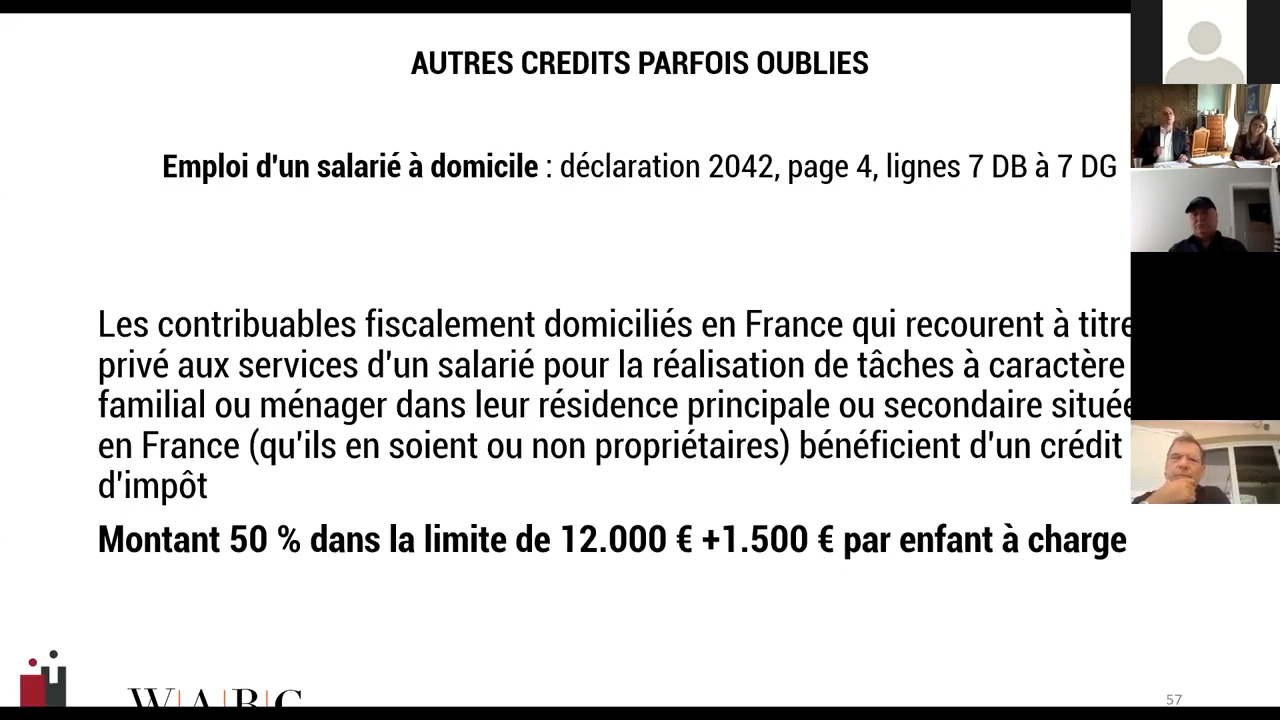 AUTRES CREDITS PARFOIS OUBLIES
Emploi d'un salarié à domicile : déclaration 2042, page 4, lignes 7 DB à 7 DG
Les contribuables fiscalement domiciliés en France qui recourent à titre
privé aux services d'un salarié pour la réalisation de tâches à caractère
familial ou ménager dans leur résidence principale ou secondaire située
en France (qu'ils en soient ou non propriétaires) bénéficient d'un crédit
d'impôt
Montant 50 % dans la limite de 12.000 € +1.500 € par enfant à charge
W|A|B|C
57